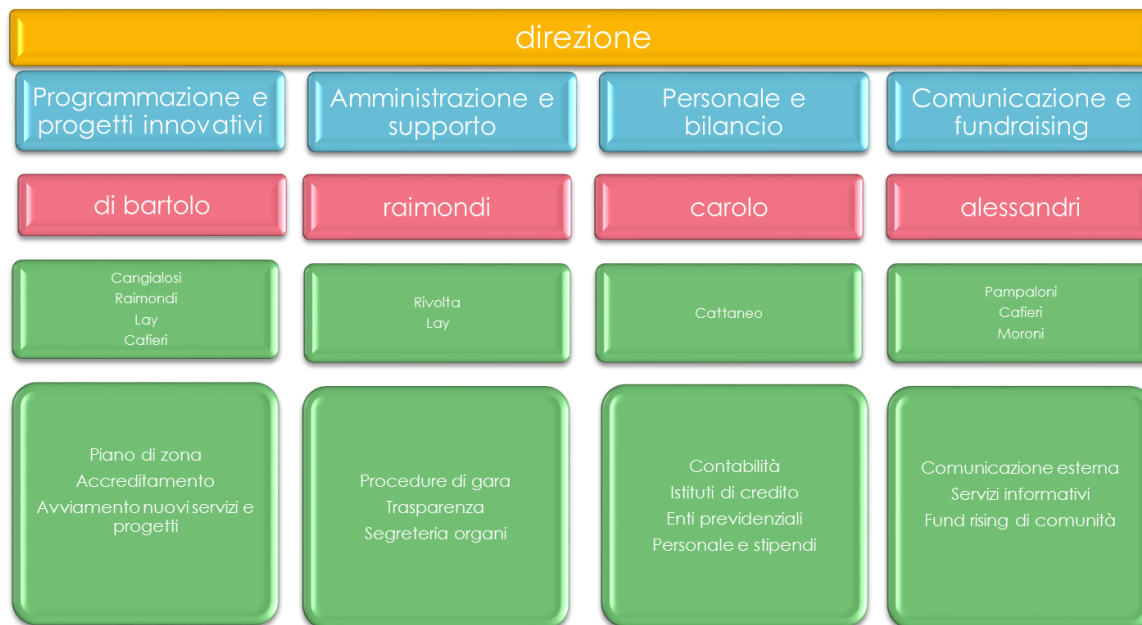 direzione
Programmazione e
progetti innovativi
Amministrazione e
supporto
Personale e
bilancio
Comunicazione e
fundraising
di bartolo
raimondi
carolo
alessandri
Cangialosi
Raimondi
Lay
Cafieri
Rivolta
Lay
Cattaneo
Pampaloni
Cafieri
Moroni
Piano di zona
Accreditamento
Avviamento nuovi servizi e
progetti
Procedure di gara
Trasparenza
Segreteria organi
Contabilità
Istituti di credito
Enti previdenziali
Personale e stipendi
Comunicazione esterna
Servizi informativi
Fund rising di comunità